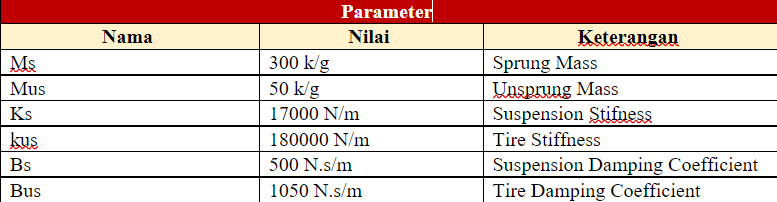 Parameter
Nama Nilai Keterangan
Ms 300 k/g Sprung Mass
Mus 50 k/g Unsprung Mass
Ks 17000 N/m Suspension Stifness
kus 180000 N/m Tire Stiffness
Bs 500 N.s/m Suspension Damping Coefficient
Bus 1050 N.s/m Tire Damping Coefficient